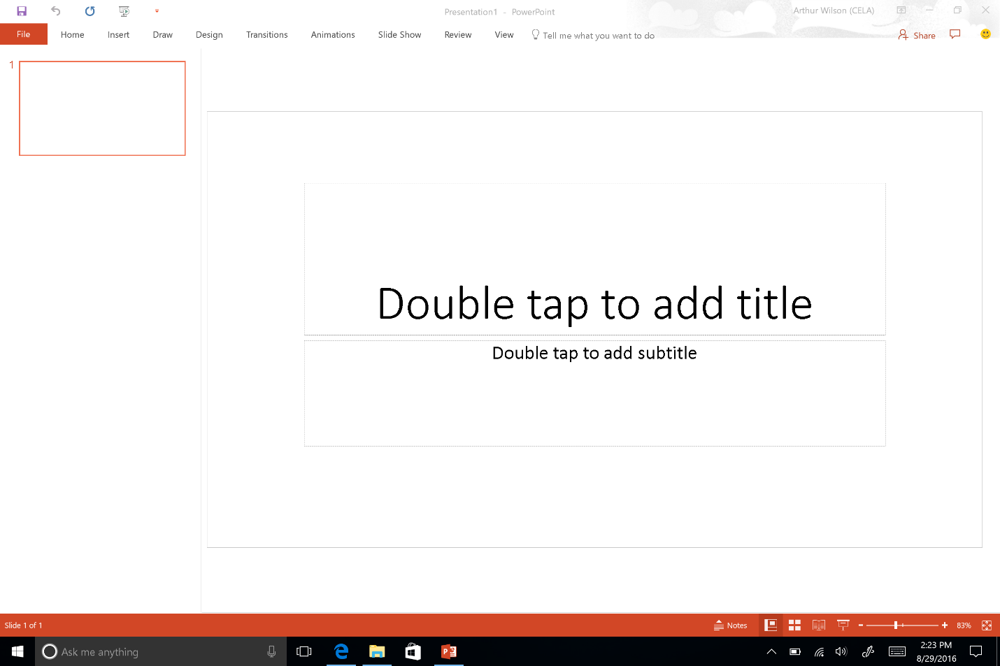 Presentation1 - PowerPoint
Arthur Wilson (CELA)
File Home Insert Draw Design Transitions Animations Slide Show Review View Tell me what you want to do Share
1
Double tap to add title
Double tap to add subtitle
Slide 1 of 1 Notes 83%
Ask me anything
2:23 PM
8/29/2016